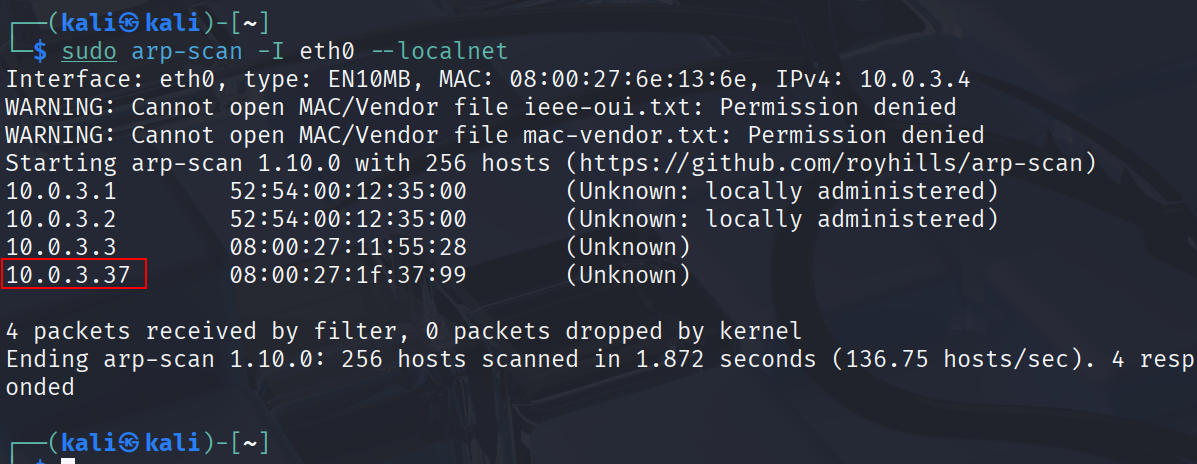 ┌──(kali㉿kali)-[~]
└─$ sudo arp-scan -I eth0 --localnet
Interface: eth0, type: EN10MB, MAC: 08:00:27:6e:13:6e, IPv4: 10.0.3.4
WARNING: Cannot open MAC/Vendor file ieee-oui.txt: Permission denied
WARNING: Cannot open MAC/Vendor file mac-vendor.txt: Permission denied
Starting arp-scan 1.10.0 with 256 hosts (https://github.com/royhills/arp-scan)
10.0.3.1        52:54:00:12:35:00       (Unknown: locally administered)
10.0.3.2        52:54:00:12:35:00       (Unknown: locally administered)
10.0.3.3        08:00:27:11:55:28       (Unknown)
10.0.3.37       08:00:27:1f:37:99       (Unknown)
4 packets received by filter, 0 packets dropped by kernel
Ending arp-scan 1.10.0: 256 hosts scanned in 1.872 seconds (136.75 hosts/sec). 4 resp
onded
┌──(kali㉿kali)-[~]
└─$